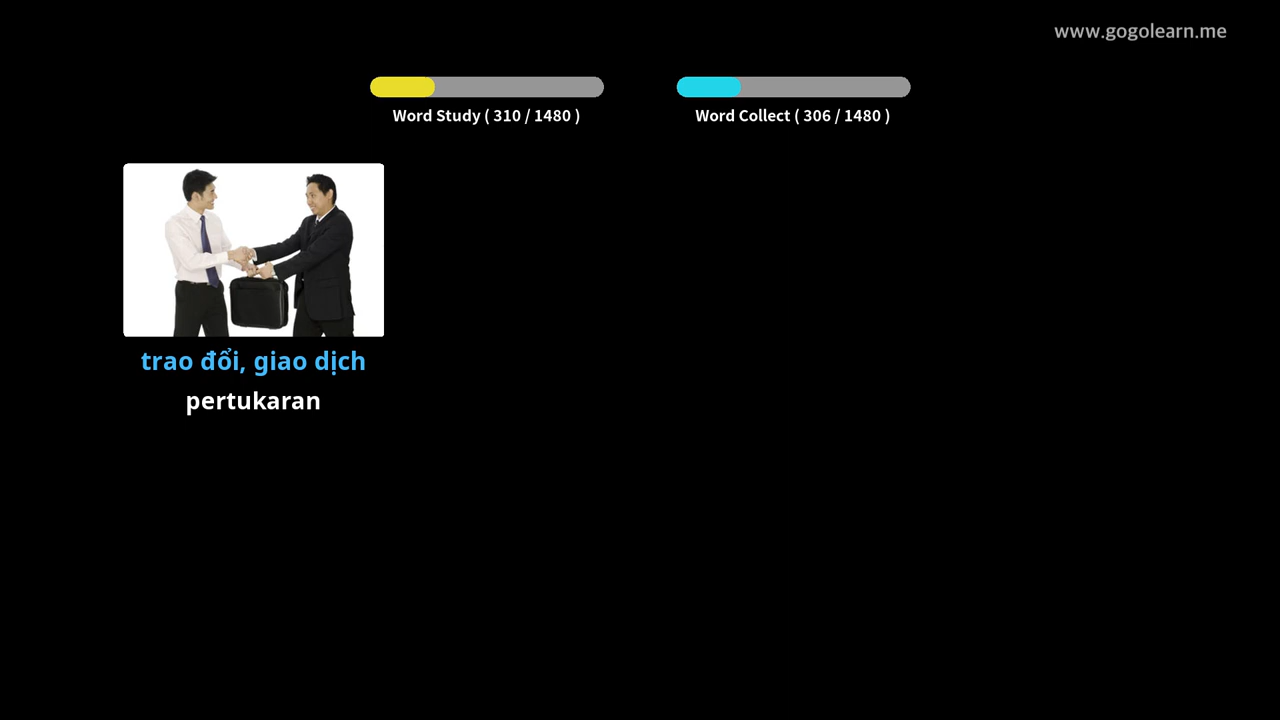 www.gogolearn.me
Word Study ( 310 / 1480 )
Word Collect ( 306 / 1480 )
trao đổi, giao dịch
pertukaran